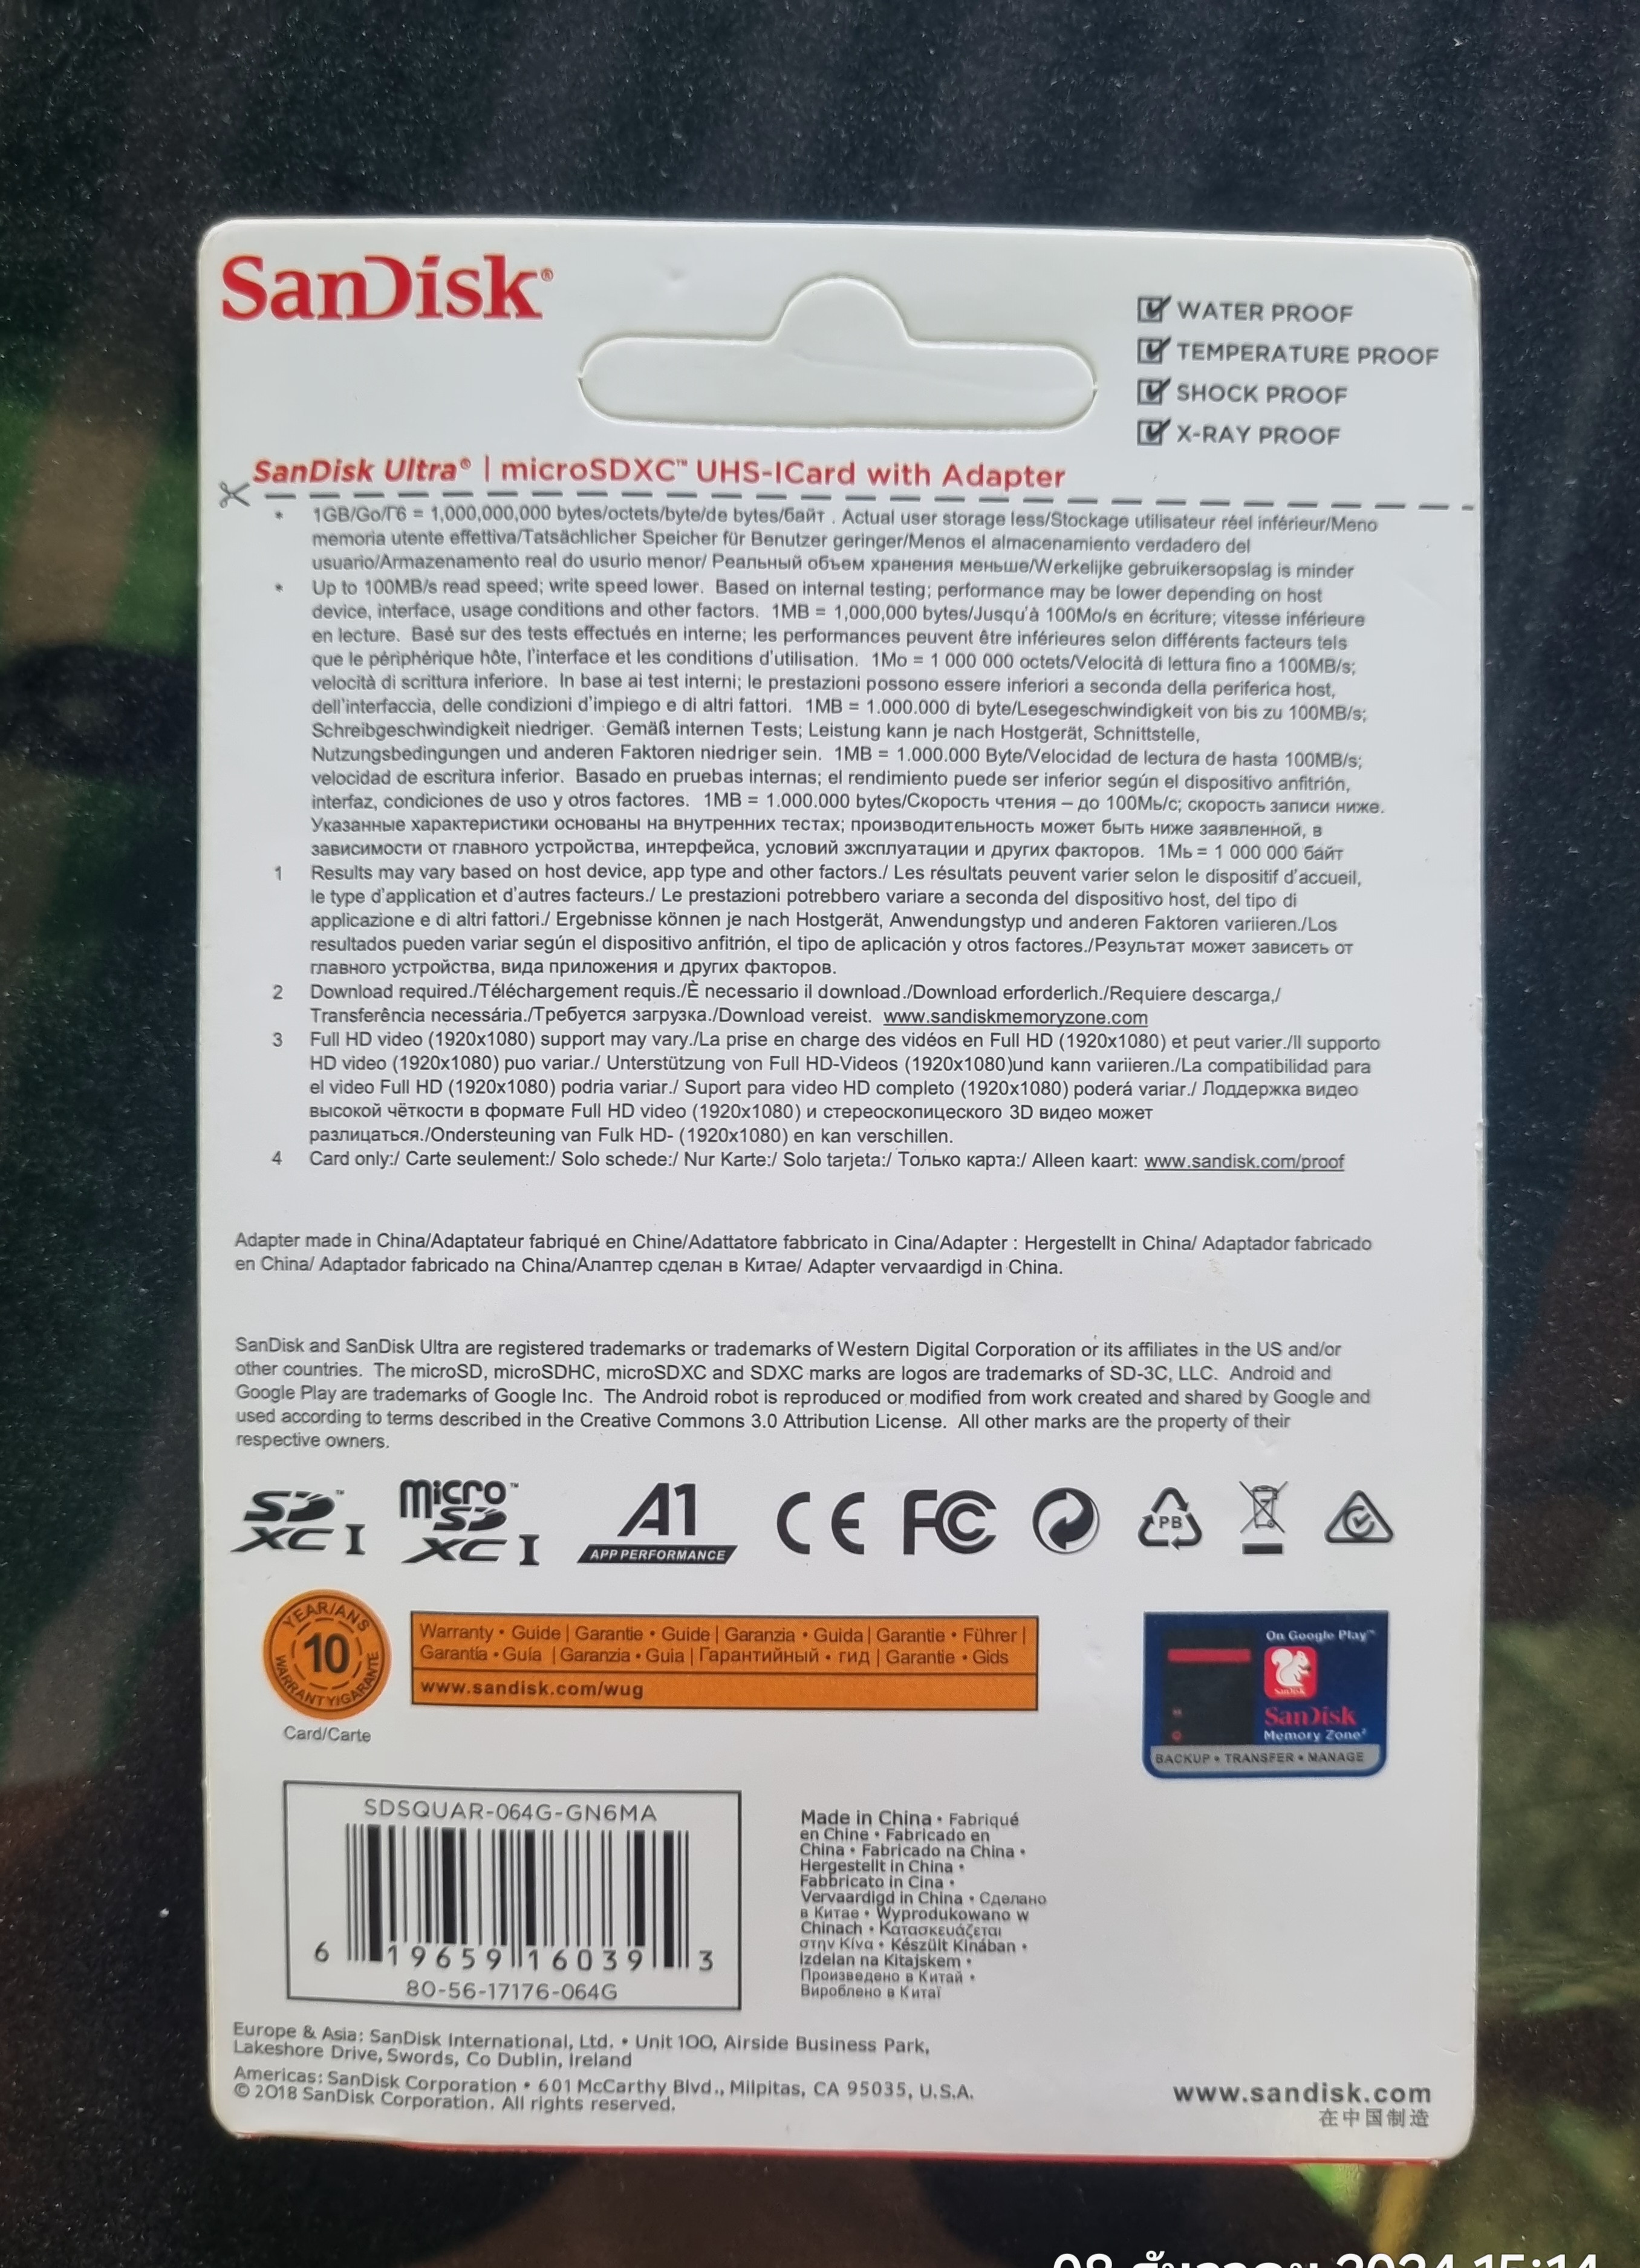 SanDisk®
WATER PROOF
TEMPERATURE PROOF
SHOCK PROOF
X-RAY PROOF
SanDisk Ultra® | microSDXC™ UHS-ICard with Adapter
* 1GB/Go/Гб = 1,000,000,000 bytes/octets/byte/de bytes/байт . Actual user storage less/Stockage utilisateur réel inférieur/Meno
memoria utente effettiva/Tatsächlicher Speicher für Benutzer geringer/Menos el almacenamiento verdadero del
usuario/Armazenamento real do usurio menor/ Реальный объем хранения меньше/Werkelijke gebruikersopslag is minder
* Up to 100MB/s read speed; write speed lower. Based on internal testing; performance may be lower depending on host
device, interface, usage conditions and other factors. 1MB = 1,000,000 bytes/Jusqu'à 100Mo/s en écriture; vitesse inférieure
en lecture. Basé sur des tests effectués en interne; les performances peuvent être inférieures selon différents facteurs tels
que le périphérique hôte, l'interface et les conditions d'utilisation. 1Mo = 1 000 000 octets/Velocità di lettura fino a 100MB/s;
velocità di scrittura inferiore. In base ai test interni; le prestazioni possono essere inferiori a seconda della periferica host,
dell'interfaccia, delle condizioni d'impiego e di altri fattori. 1MB = 1.000.000 di byte/Lesegeschwindigkeit von bis zu 100MB/s;
Schreibgeschwindigkeit niedriger. Gemäß internen Tests; Leistung kann je nach Hostgerät, Schnittstelle,
Nutzungsbedingungen und anderen Faktoren niedriger sein. 1MB = 1.000.000 Byte/Velocidad de lectura de hasta 100MB/s;
velocidad de escritura inferior. Basado en pruebas internas; el rendimiento puede ser inferior según el dispositivo anfitrión,
interfaz, condiciones de uso y otros factores. 1MB = 1.000.000 bytes/Скорость чтения – до 100Мь/с; скорость записи ниже.
Указанные характеристики основаны на внутренних тестах; производительность может быть ниже заявленной, в
зависимости от главного устройства, интерфейса, условий зжсплуатации и других факторов. 1Мь = 1 000 000 байт
1 Results may vary based on host device, app type and other factors./ Les résultats peuvent varier selon le dispositif d'accueil,
le type d'application et d'autres facteurs./ Le prestazioni potrebbero variare a seconda del dispositivo host, del tipo di
applicazione e di altri fattori./ Ergebnisse können je nach Hostgerät, Anwendungstyp und anderen Faktoren variieren./Los
resultados pueden variar según el dispositivo anfitrión, el tipo de aplicación y otros factores./Результат может зависеть от
главного устройства, вида приложения и других факторов.
2 Download required./Téléchargement requis./È necessario il download./Download erforderlich./Requiere descarga,/
Transferência necessária./Требуется загрузка./Download vereist. www.sandiskmemoryzone.com
3 Full HD video (1920x1080) support may vary./La prise en charge des vidéos en Full HD (1920x1080) et peut varier./Il supporto
HD video (1920x1080) puo variar./ Unterstützung von Full HD-Videos (1920x1080)und kann variieren./La compatibilidad para
el video Full HD (1920x1080) podria variar./ Suport para video HD completo (1920x1080) poderá variar./ Лоддержка видео
высокой чёткости в формате Full HD video (1920x1080) и стереоскопицеского 3D видео может
разлицаться./Ondersteuning van Fulk HD- (1920x1080) en kan verschillen.
4 Card only:/ Carte seulement:/ Solo schede:/ Nur Karte:/ Solo tarjeta:/ Только карта:/ Alleen kaart: www.sandisk.com/proof
Adapter made in China/Adaptateur fabriqué en Chine/Adattatore fabbricato in Cina/Adapter : Hergestellt in China/ Adaptador fabricado
en China/ Adaptador fabricado na China/Алаптер сделан в Китае/ Adapter vervaardigd in China.
SanDisk and SanDisk Ultra are registered trademarks or trademarks of Western Digital Corporation or its affiliates in the US and/or
other countries. The microSD, microSDHC, microSDXC and SDXC marks are logos are trademarks of SD-3C, LLC. Android and
Google Play are trademarks of Google Inc. The Android robot is reproduced or modified from work created and shared by Google and
used according to terms described in the Creative Commons 3.0 Attribution License. All other marks are the property of their
respective owners.
SD XC I™ micro SD XC I™ A1 APP PERFORMANCE CE FC PB
YEAR/ANS
10
WARRANTY/GARANTE
Card/Carte
Warranty • Guide | Garantie • Guide | Garanzia • Guida | Garantie • Führer |
Garantía • Guía | Garanzia • Guia | Гарантийный • гид | Garantie • Gids
www.sandisk.com/wug
On Google Play™
SanDisk
SanDisk
Memory Zone²
BACKUP • TRANSFER • MANAGE
SDSQUAR-064G-GN6MA
6 19659 16039 3
80-56-17176-064G
Made in China • Fabriqué
en Chine • Fabricado en
China • Fabricado na China •
Hergestellt in China •
Fabbricato in Cina •
Vervaardigd in China • Сделано
в Китае • Wyprodukowano w
Chinach • Κατασκευάζεται
στην Κίνα • Készült Kinában •
Izdelan na Kitajskem •
Произведено в Китай •
Вироблено в Китаї
Europe & Asia: SanDisk International, Ltd. • Unit 100, Airside Business Park,
Lakeshore Drive, Swords, Co Dublin, Ireland
Americas: SanDisk Corporation • 601 McCarthy Blvd., Milpitas, CA 95035, U.S.A.
© 2018 SanDisk Corporation. All rights reserved.
www.sandisk.com
在中国制造
08 ธันวาคม 2024 15:14